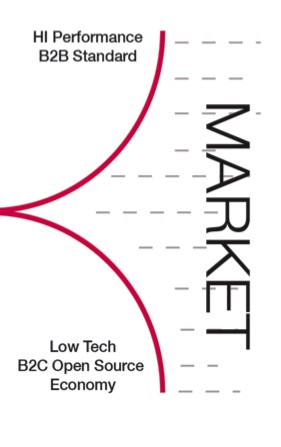 HI Performance
B2B Standard
MARKET
Low Tech
B2C Open Source
Economy